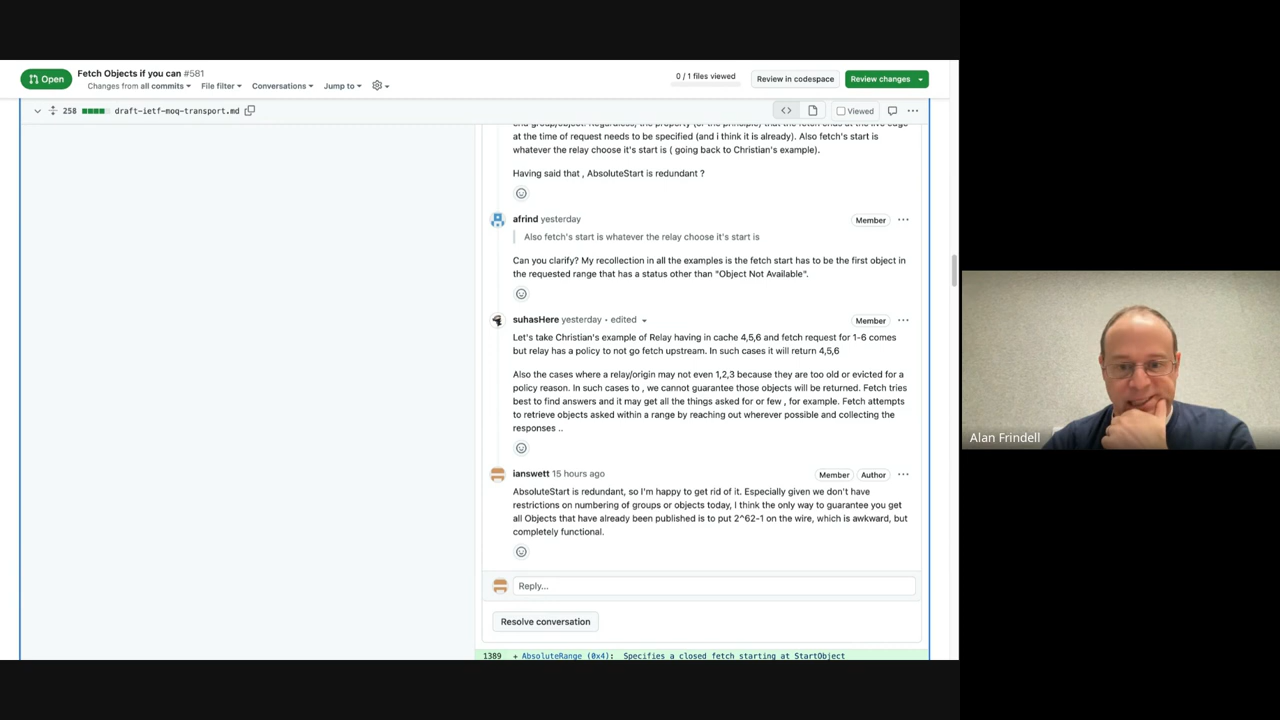 Open
Fetch Objects if you can #581
Changes from all commits
File filter
Conversations
Jump to
0 / 1 files viewed
Review in codespace
Review changes
258
draft-ietf-moq-transport.md
Viewed
at the time of request needs to be specified (and i think it is already). Also fetch's start is
whatever the relay choose it's start is ( going back to Christian's example).
Having said that , AbsoluteStart is redundant ?
afrind yesterday
Member
Also fetch's start is whatever the relay choose it's start is
Can you clarify? My recollection in all the examples is the fetch start has to be the first object in
the requested range that has a status other than "Object Not Available".
suhasHere yesterday • edited
Member
Let's take Christian's example of Relay having in cache 4,5,6 and fetch request for 1-6 comes
but relay has a policy to not go fetch upstream. In such cases it will return 4,5,6
Also the cases where a relay/origin may not even 1,2,3 because they are too old or evicted for a
policy reason. In such cases to , we cannot guarantee those objects will be returned. Fetch tries
best to find answers and it may get all the things asked for or few , for example. Fetch attempts
to retrieve objects asked within a range by reaching out wherever possible and collecting the
responses ..
ianswett 15 hours ago
Member
Author
AbsoluteStart is redundant, so I'm happy to get rid of it. Especially given we don't have
restrictions on numbering of groups or objects today, I think the only way to guarantee you get
all Objects that have already been published is to put 2^62-1 on the wire, which is awkward, but
completely functional.
Reply...
Resolve conversation
1389 + AbsoluteRange (0x4): Specifies a closed fetch starting at StartObject
Alan Frindell